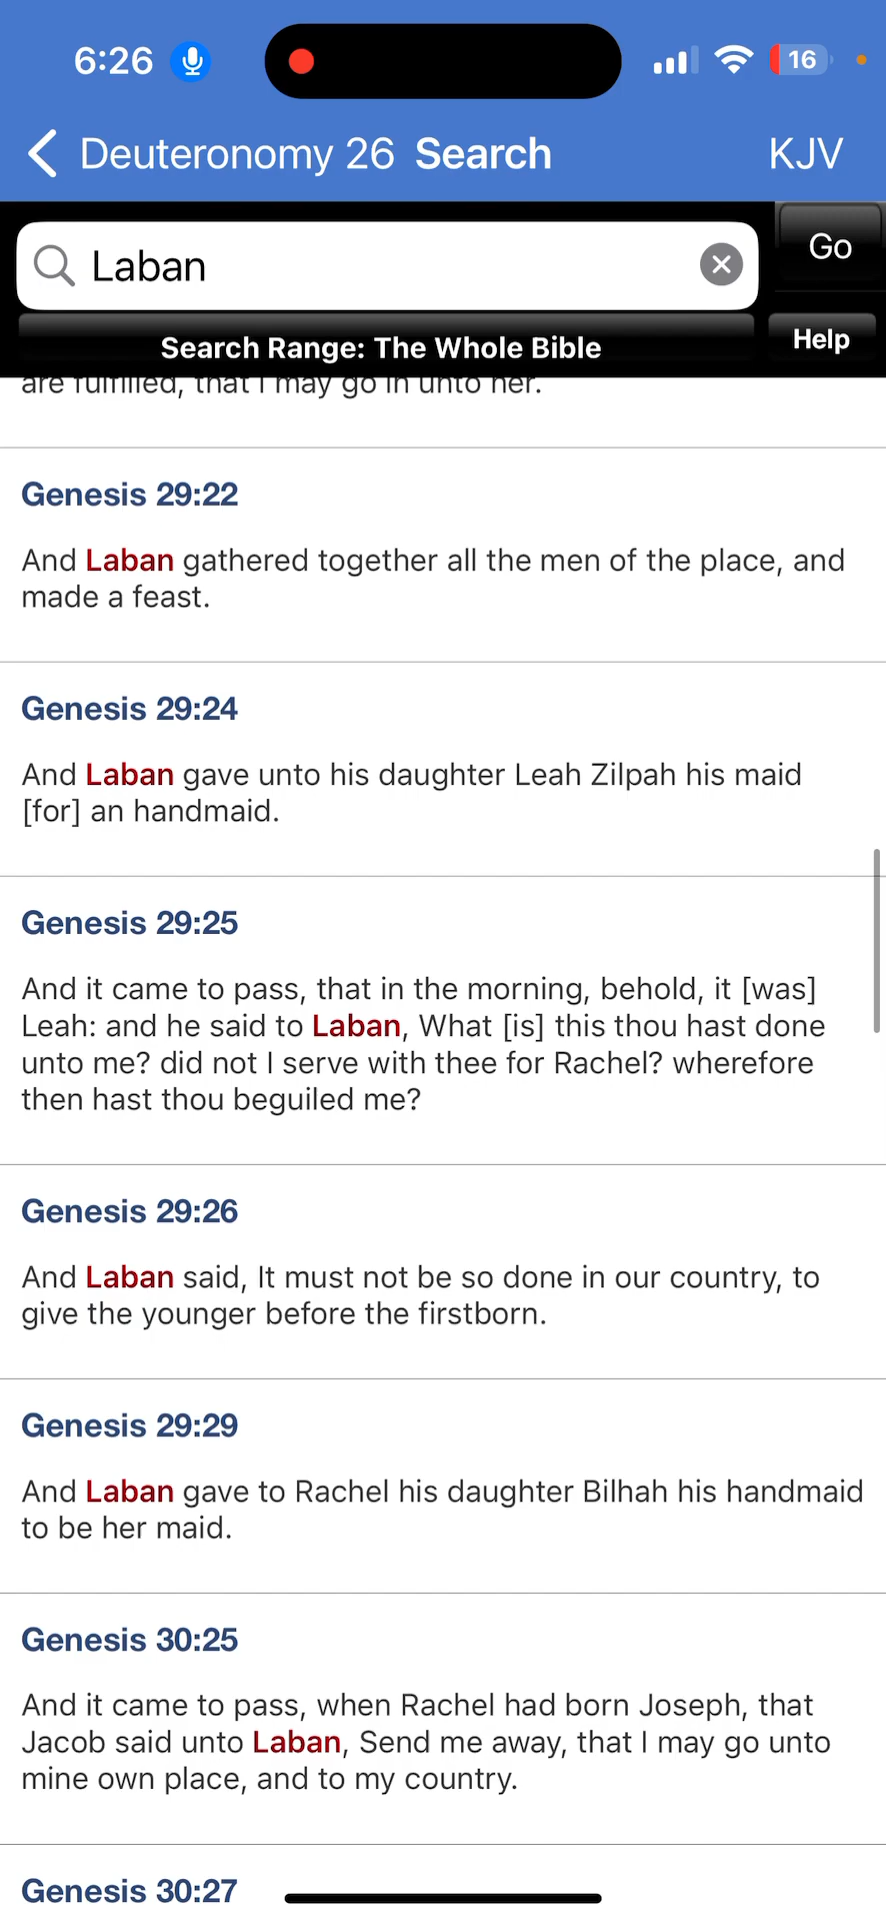 6:26
16
Deuteronomy 26 Search KJV
Laban
Go
Search Range: The Whole Bible
Help
are fulfilled, that I may go in unto her.
Genesis 29:22
And Laban gathered together all the men of the place, and
made a feast.
Genesis 29:24
And Laban gave unto his daughter Leah Zilpah his maid
[for] an handmaid.
Genesis 29:25
And it came to pass, that in the morning, behold, it [was]
Leah: and he said to Laban, What [is] this thou hast done
unto me? did not I serve with thee for Rachel? wherefore
then hast thou beguiled me?
Genesis 29:26
And Laban said, It must not be so done in our country, to
give the younger before the firstborn.
Genesis 29:29
And Laban gave to Rachel his daughter Bilhah his handmaid
to be her maid.
Genesis 30:25
And it came to pass, when Rachel had born Joseph, that
Jacob said unto Laban, Send me away, that I may go unto
mine own place, and to my country.
Genesis 30:27